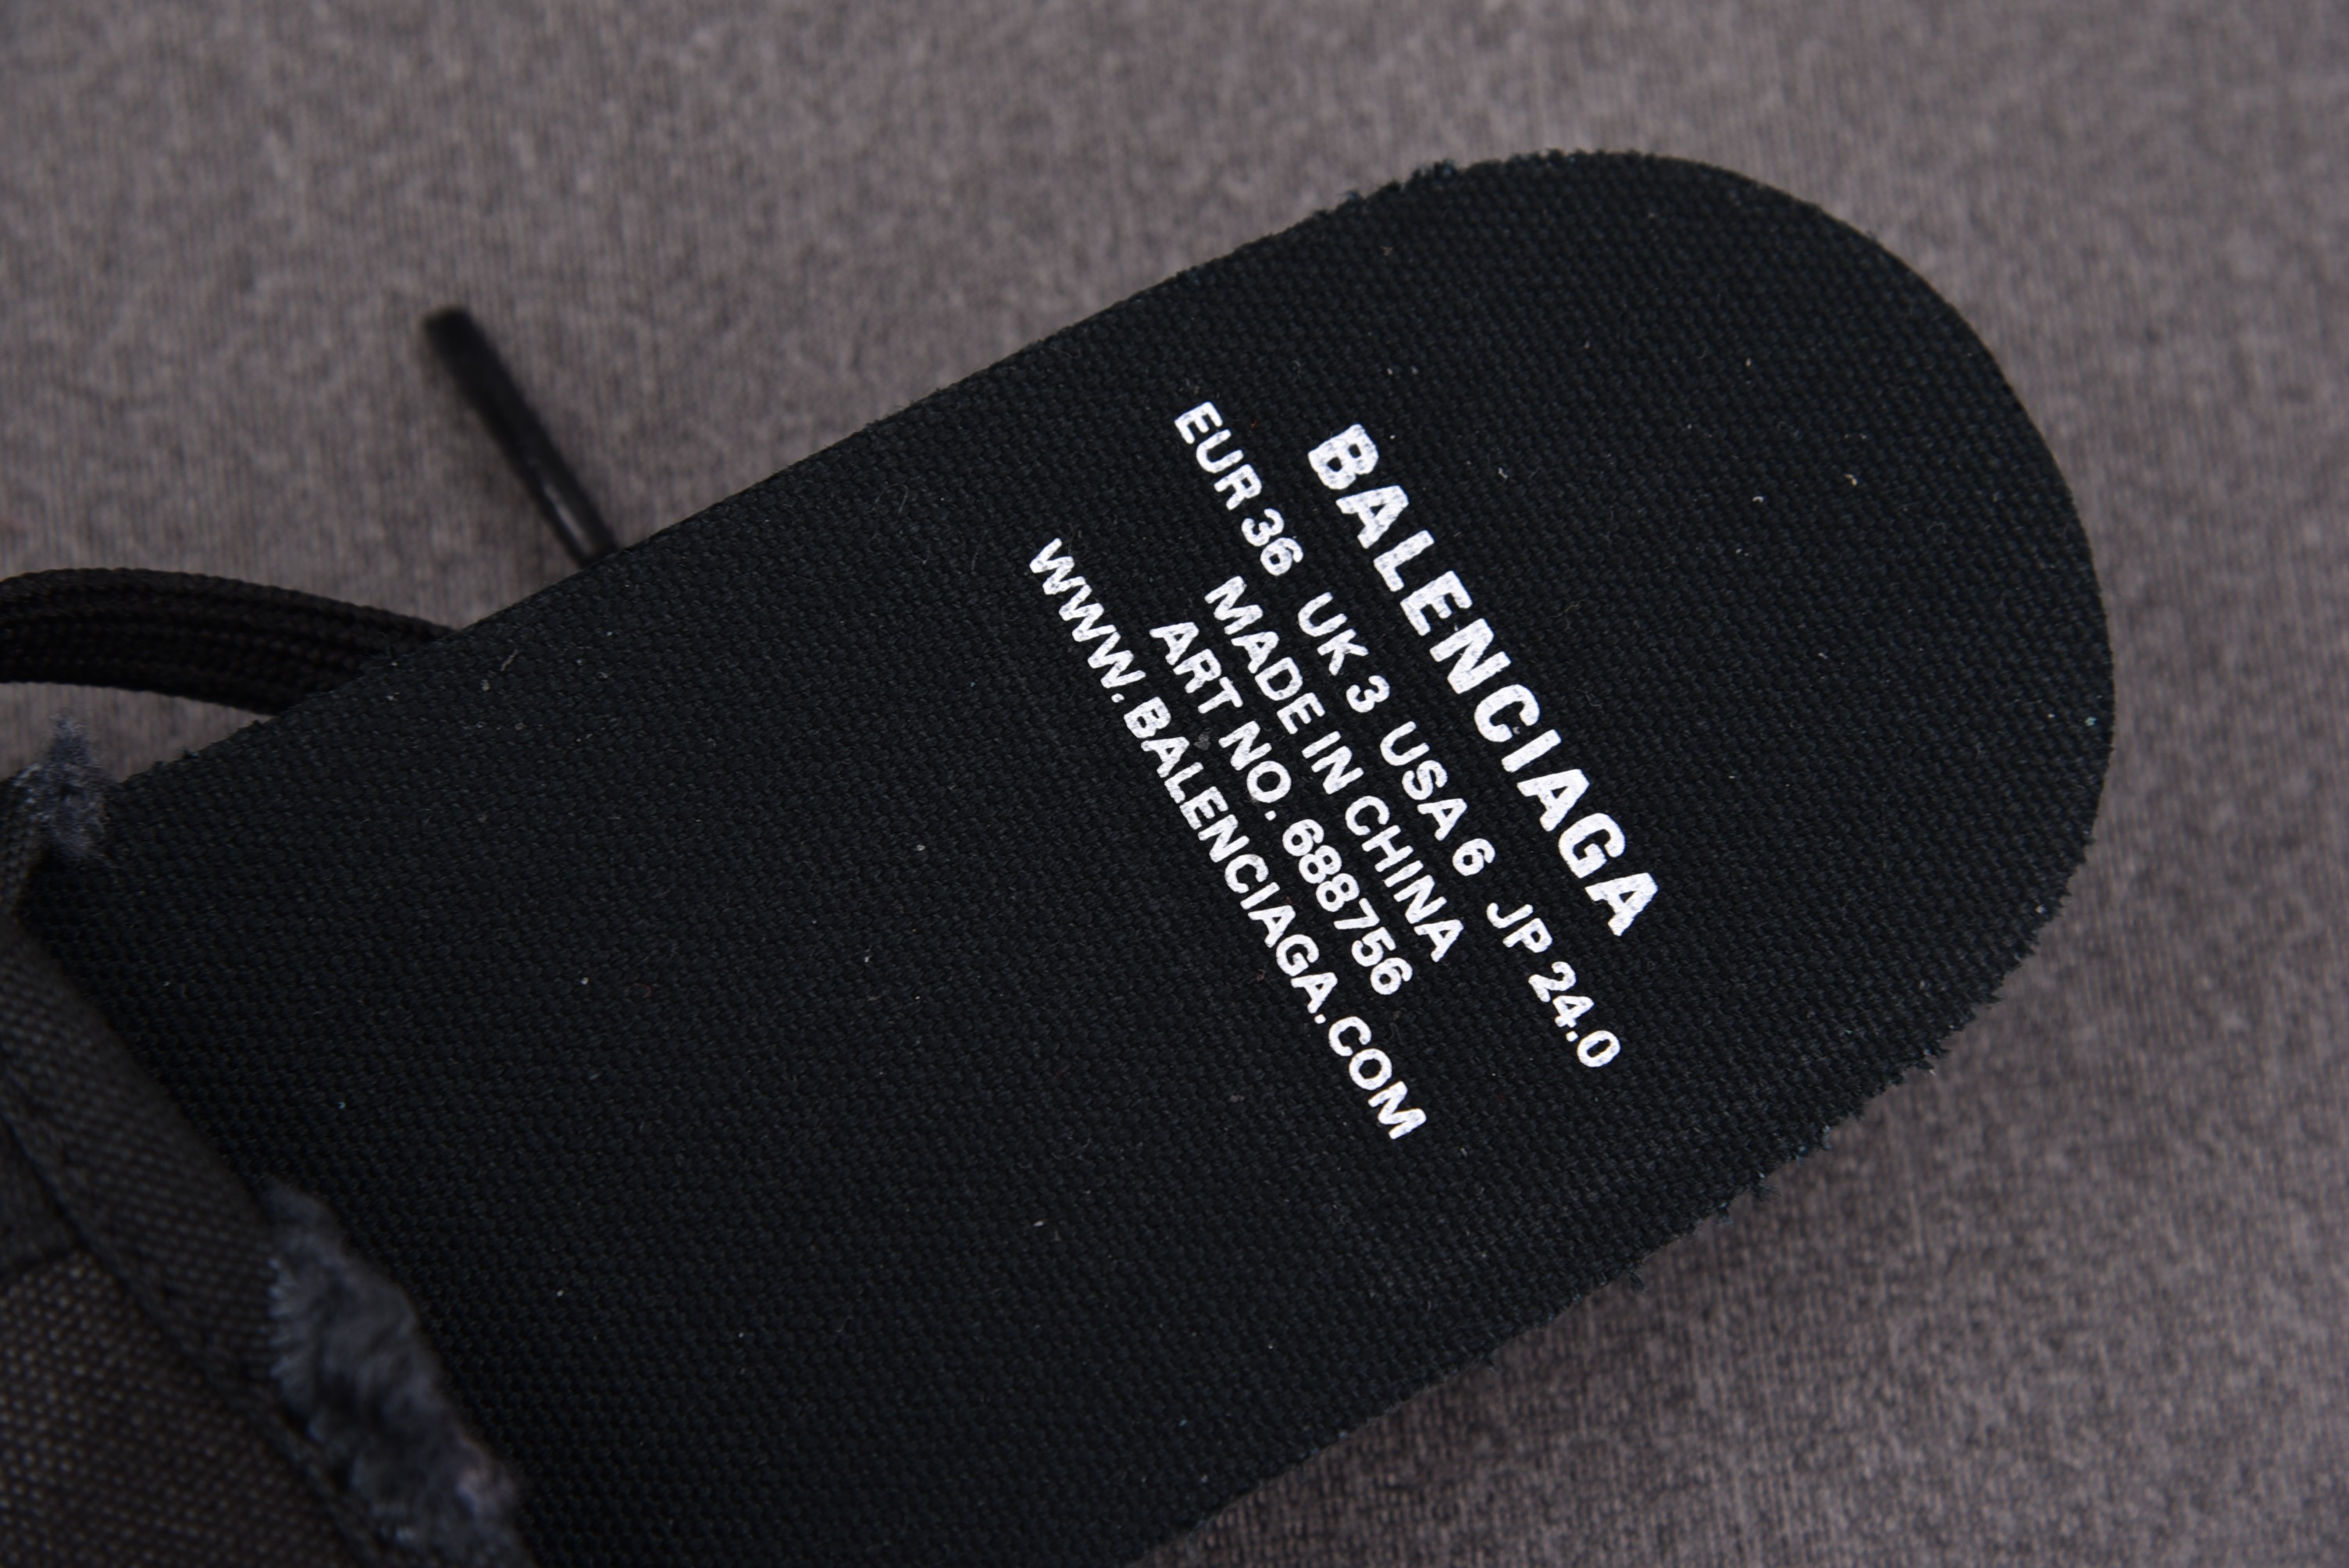 BALENCIAGA
EUR 36 UK 3 USA 6 JP 24.0
MADE IN CHINA
ART NO. 688756
WWW.BALENCIAGA.COM